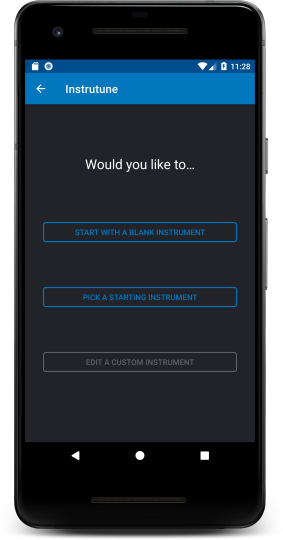 11:28
Instrutune
Would you like to...
START WITH A BLANK INSTRUMENT
PICK A STARTING INSTRUMENT
EDIT A CUSTOM INSTRUMENT